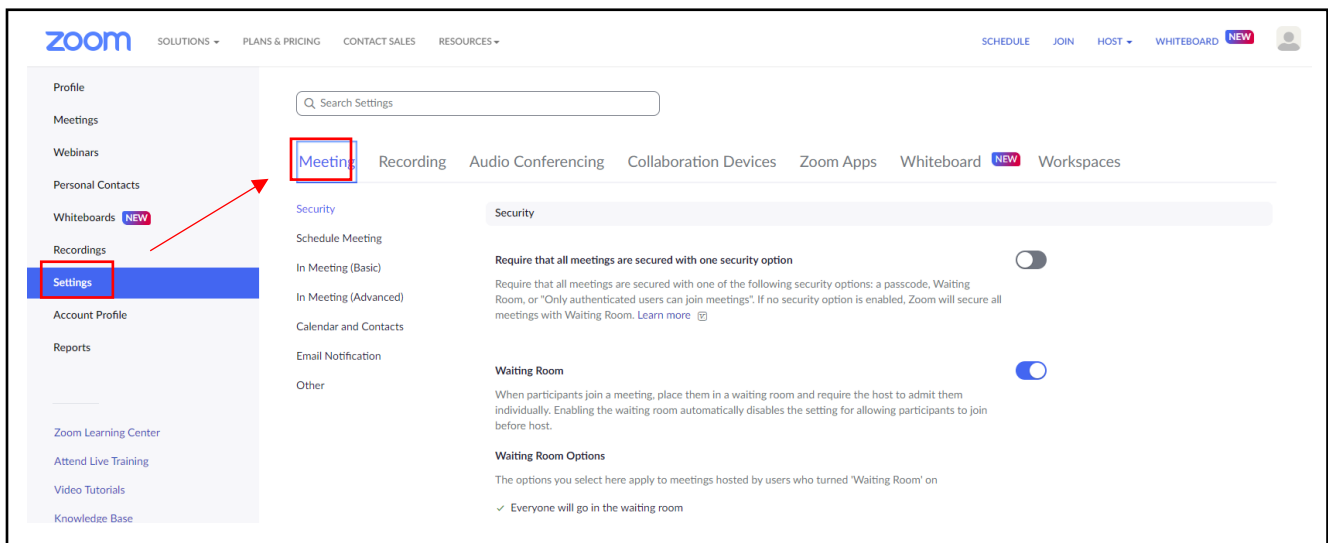 zoom SOLUTIONS PLANS & PRICING CONTACT SALES RESOURCES SCHEDULE JOIN HOST WHITEBOARD NEW
Profile
Meetings
Webinars
Personal Contacts
Whiteboards NEW
Recordings
Settings
Account Profile
Reports
Zoom Learning Center
Attend Live Training
Video Tutorials
Knowledge Base
Search Settings
Meeting Recording Audio Conferencing Collaboration Devices Zoom Apps Whiteboard NEW Workspaces
Security
Schedule Meeting
In Meeting (Basic)
In Meeting (Advanced)
Calendar and Contacts
Email Notification
Other
Security
Require that all meetings are secured with one security option
Require that all meetings are secured with one of the following security options: a passcode, Waiting
Room, or "Only authenticated users can join meetings". If no security option is enabled, Zoom will secure all
meetings with Waiting Room. Learn more
Waiting Room
When participants join a meeting, place them in a waiting room and require the host to admit them
individually. Enabling the waiting room automatically disables the setting for allowing participants to join
before host.
Waiting Room Options
The options you select here apply to meetings hosted by users who turned 'Waiting Room' on
Everyone will go in the waiting room